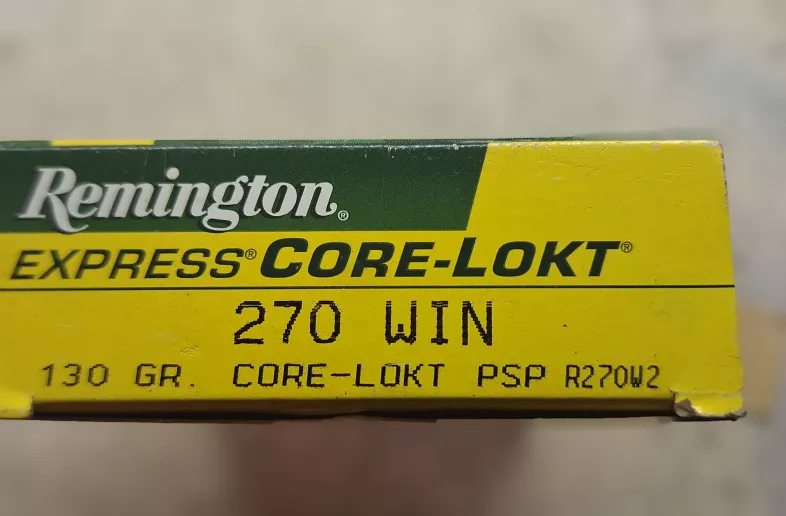 Remington®
EXPRESS® CORE-LOKT®
270 WIN
130 GR. CORE-LOKT PSP R270W2